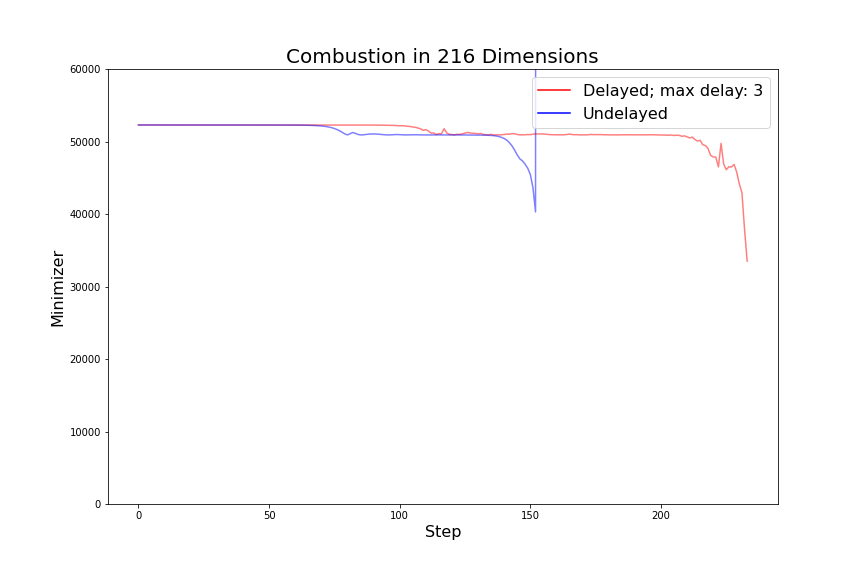 Combustion in 216 Dimensions
60000
50000
40000
30000
20000
10000
0
Minimizer
Delayed; max delay: 3
Undelayed
0 50 100 150 200
Step